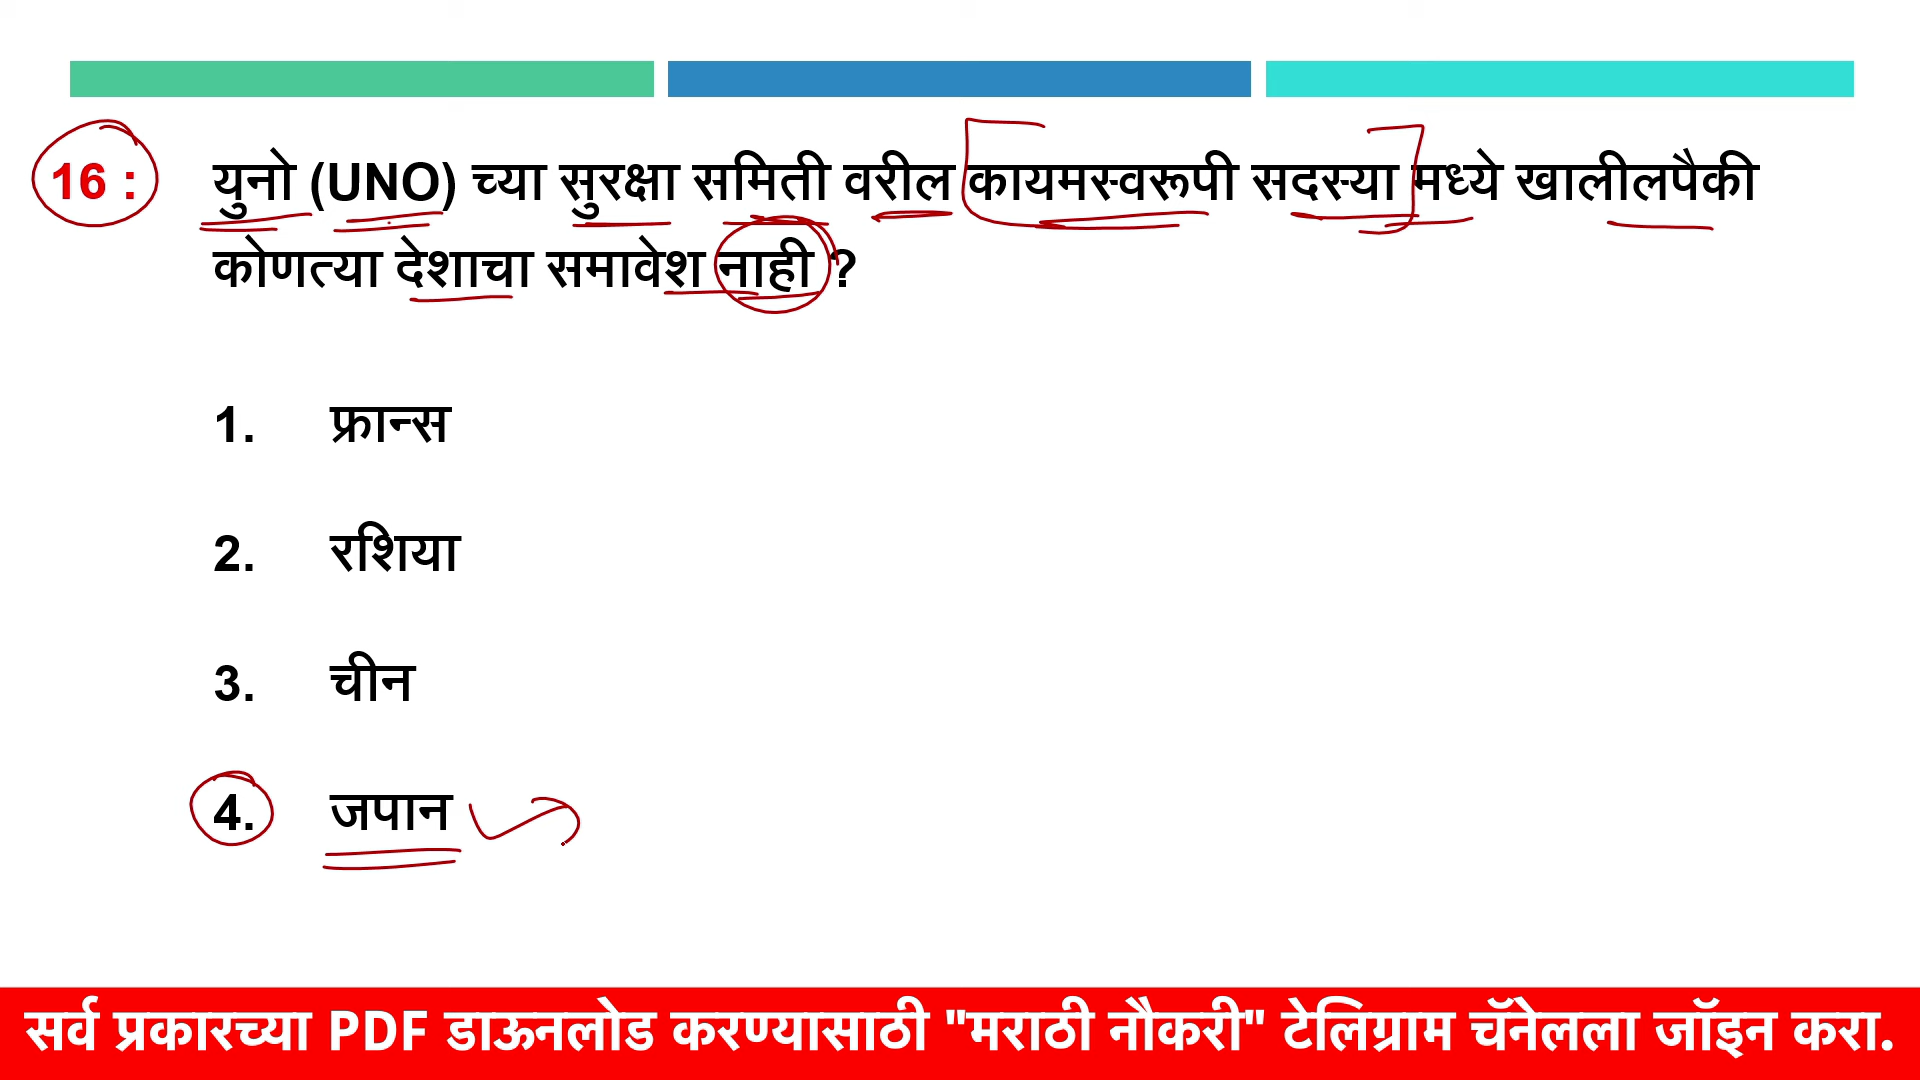 16 : युनो (UNO) च्या सुरक्षा समिती वरील कायमस्वरूपी सदस्या मध्ये खालीलपैकी
कोणत्या देशाचा समावेश नाही ?
1. फ्रान्स
2. रशिया
3. चीन
4. जपान
सर्व प्रकारच्या PDF डाऊनलोड करण्यासाठी "मराठी नौकरी" टेलिग्राम चॅनेलला जॉइन करा.